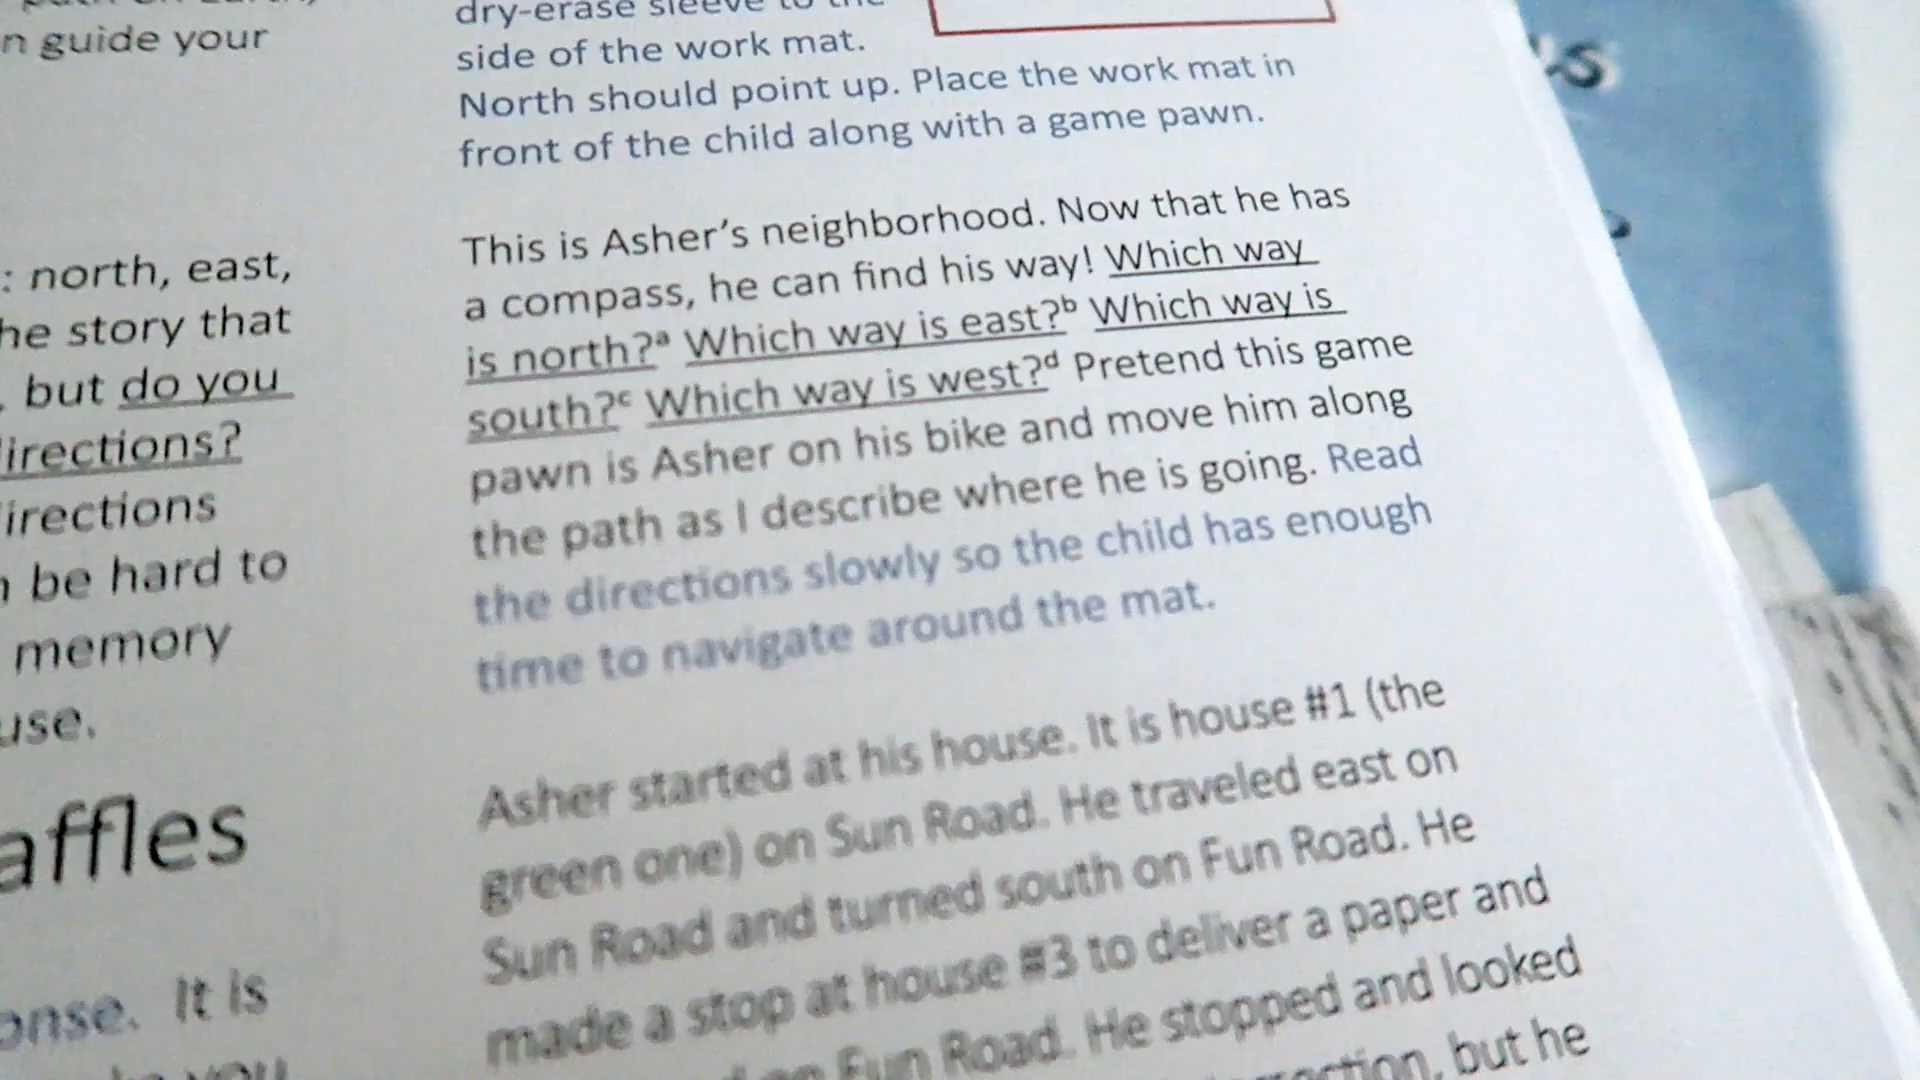 n guide your
: north, east,
he story that
, but do you
irections?
irections
be hard to
memory
use.
affles
onse. It is
you
dry-erase sleeve to the
side of the work mat.
North should point up. Place the work mat in
front of the child along with a game pawn.
This is Asher's neighborhood. Now that he has
a compass, he can find his way! Which way
is north?ᵃ Which way is east?ᵇ Which way is
south?ᶜ Which way is west?ᵈ Pretend this game
pawn is Asher on his bike and move him along
the path as I describe where he is going. Read
the directions slowly so the child has enough
time to navigate around the mat.
Asher started at his house. It is house #1 (the
green one) on Sun Road. He traveled east on
Sun Road and turned south on Fun Road. He
made a stop at house #3 to deliver a paper and
on Fun Road. He stopped and looked
but he
's